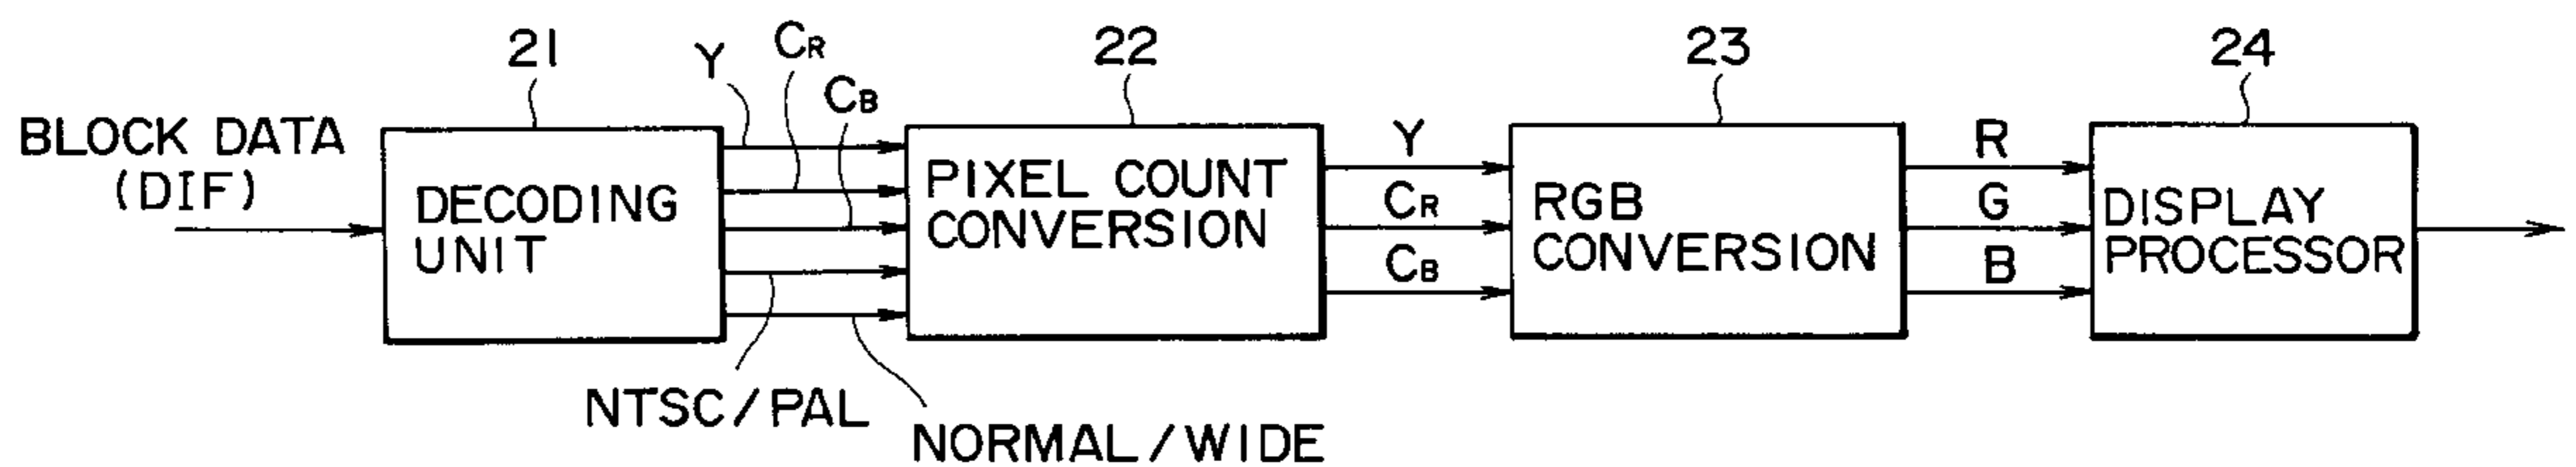 21
Y
CR
CB
22
23
24
BLOCK DATA
(DIF)
DECODING
UNIT
PIXEL COUNT
CONVERSION
Y
CR
CB
RGB
CONVERSION
R
G
B
DISPLAY
PROCESSOR
NTSC/PAL
NORMAL/WIDE